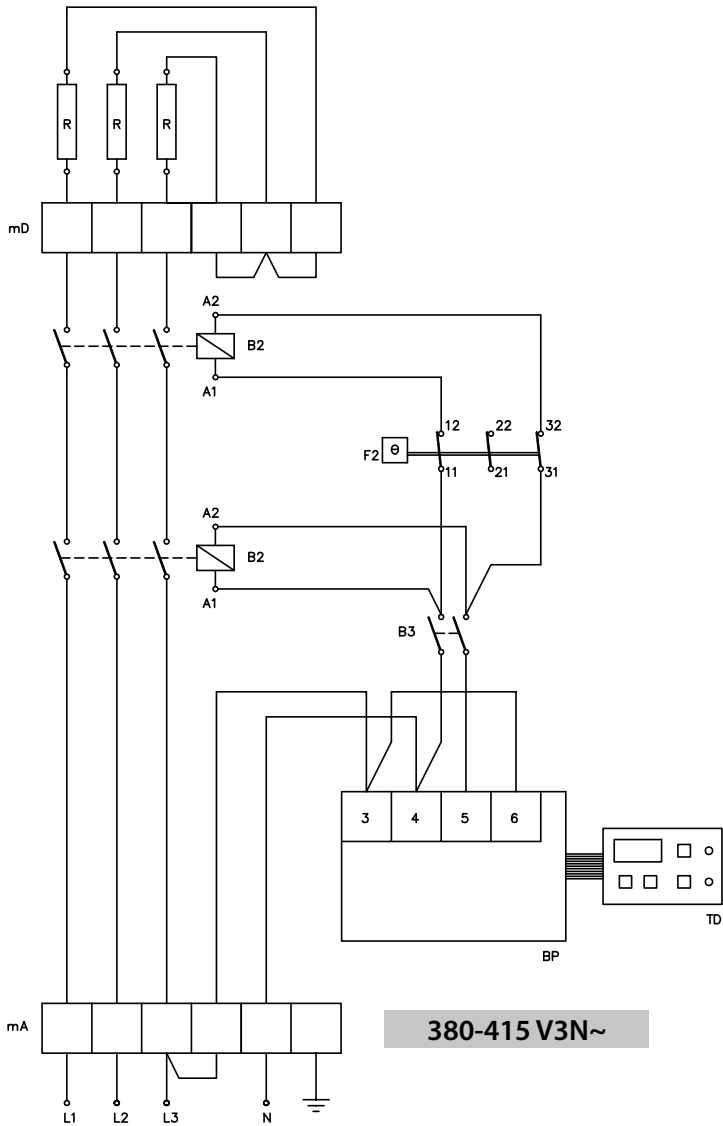 R R R
mD
A2
B2
A1
12 22 32
F2 θ
11 21 31
A2
B2
A1
B3
3 4 5 6
TD
BP
mA
380-415 V3N~
L1 L2 L3 N